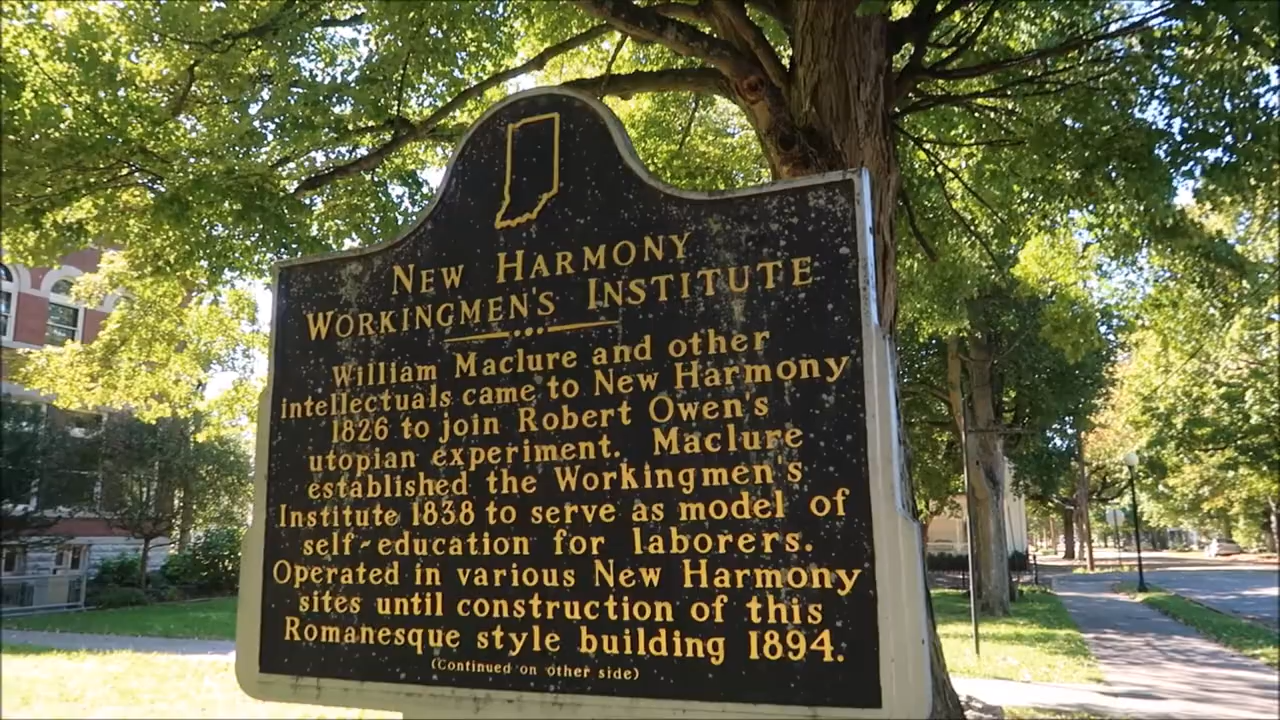 New Harmony
Workingmen's Institute
William Maclure and other
intellectuals came to New Harmony
1826 to join Robert Owen's
utopian experiment. Maclure
established the Workingmen's
Institute 1838 to serve as model of
self-education for laborers.
Operated in various New Harmony
sites until construction of this
Romanesque style building 1894.
(Continued on other side)